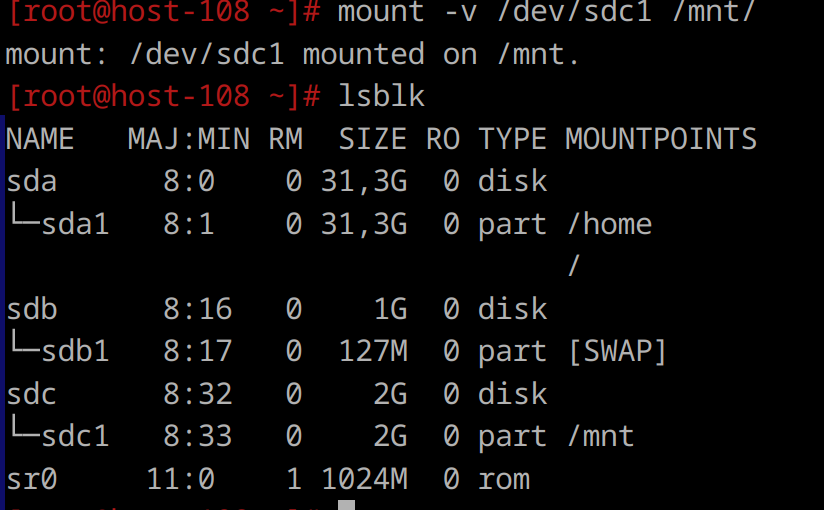 [root@host-108 ~]# mount -v /dev/sdc1 /mnt/
mount: /dev/sdc1 mounted on /mnt.
[root@host-108 ~]# lsblk
NAME   MAJ:MIN RM   SIZE RO TYPE MOUNTPOINTS
sda      8:0    0 31,3G  0 disk
└─sda1   8:1    0 31,3G  0 part /home
                                /
sdb      8:16   0    1G  0 disk
└─sdb1   8:17   0  127M  0 part [SWAP]
sdc      8:32   0    2G  0 disk
└─sdc1   8:33   0    2G  0 part /mnt
sr0     11:0    1 1024M  0 rom